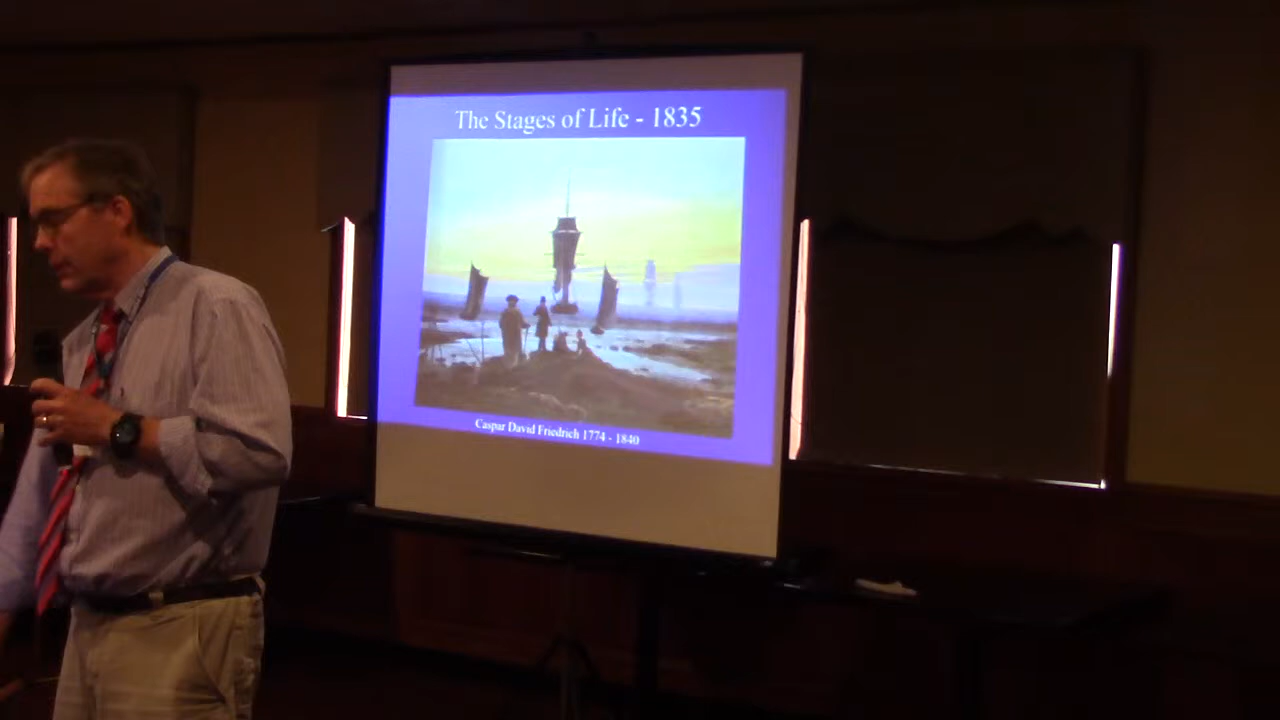 The Stages of Life - 1835
Caspar David Friedrich 1774 - 1840